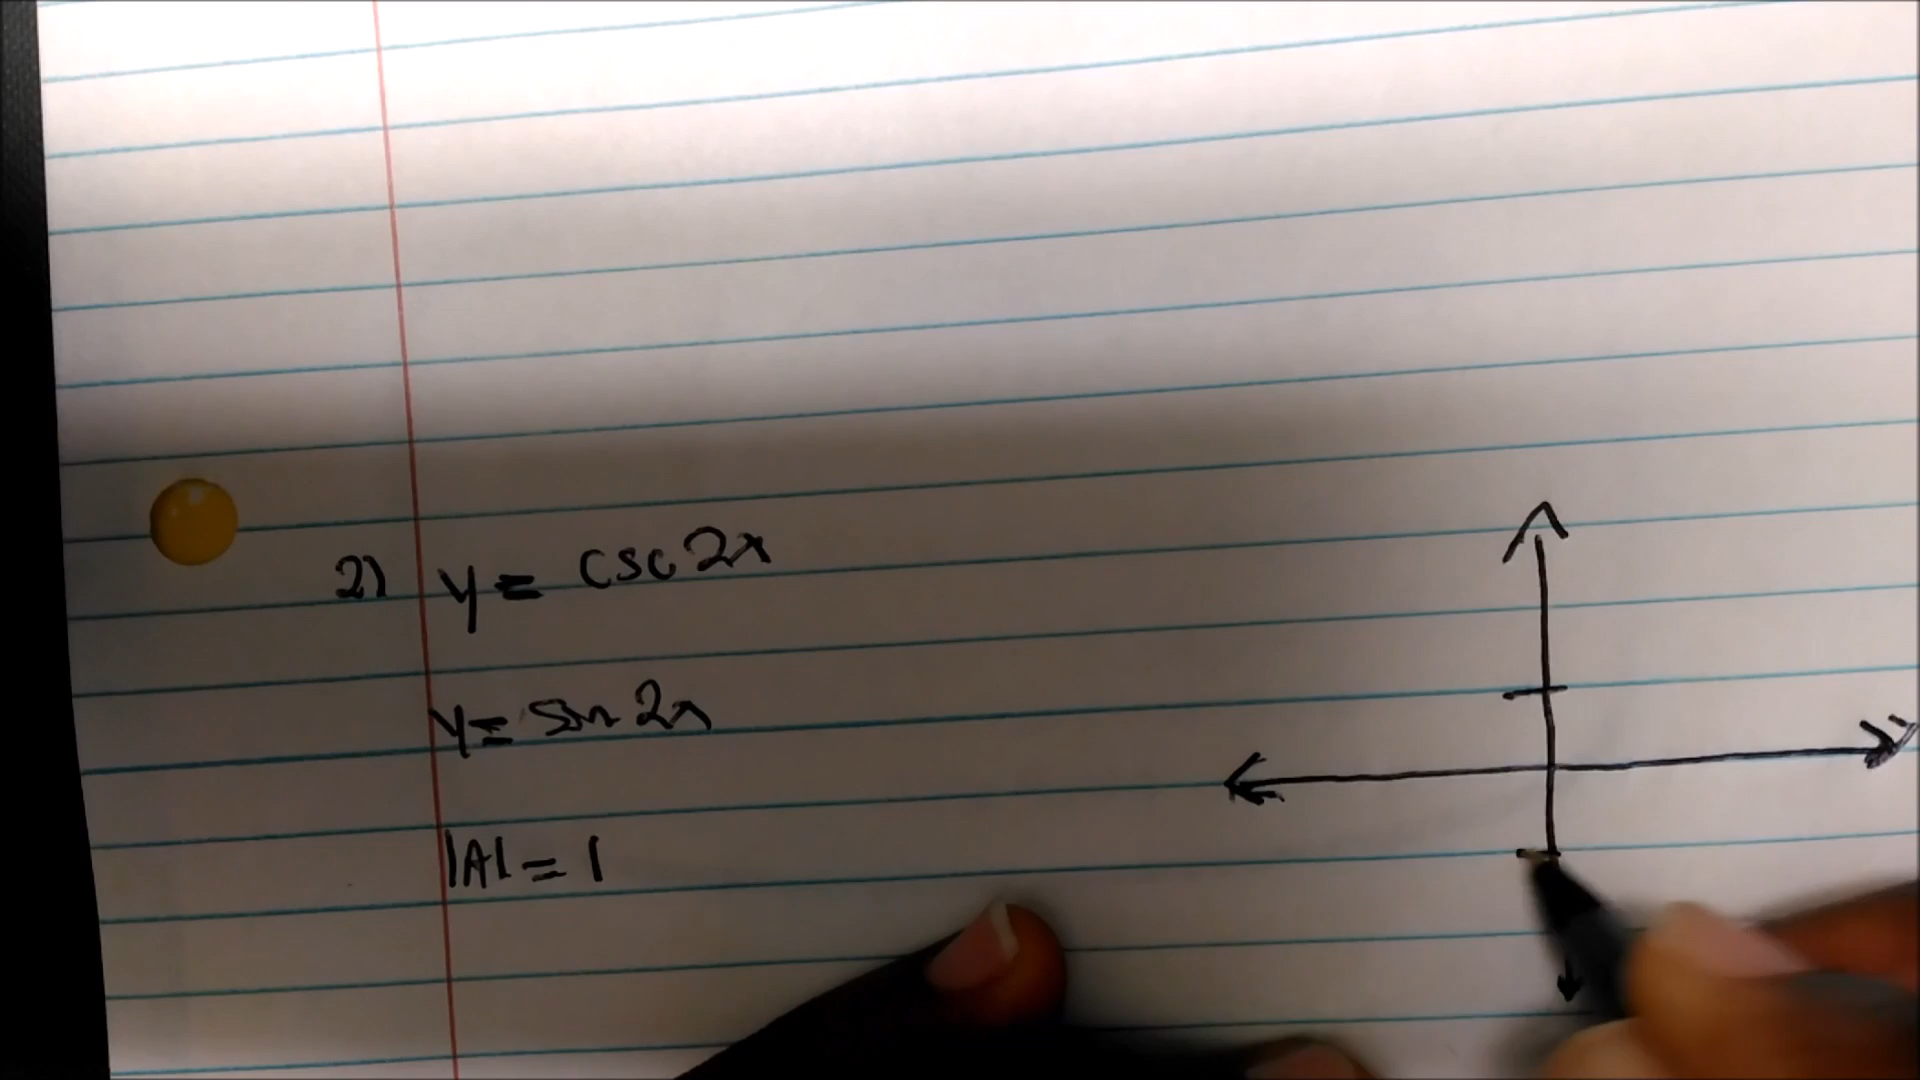 2) y = csc 2x
y = sin 2x
|A| = 1